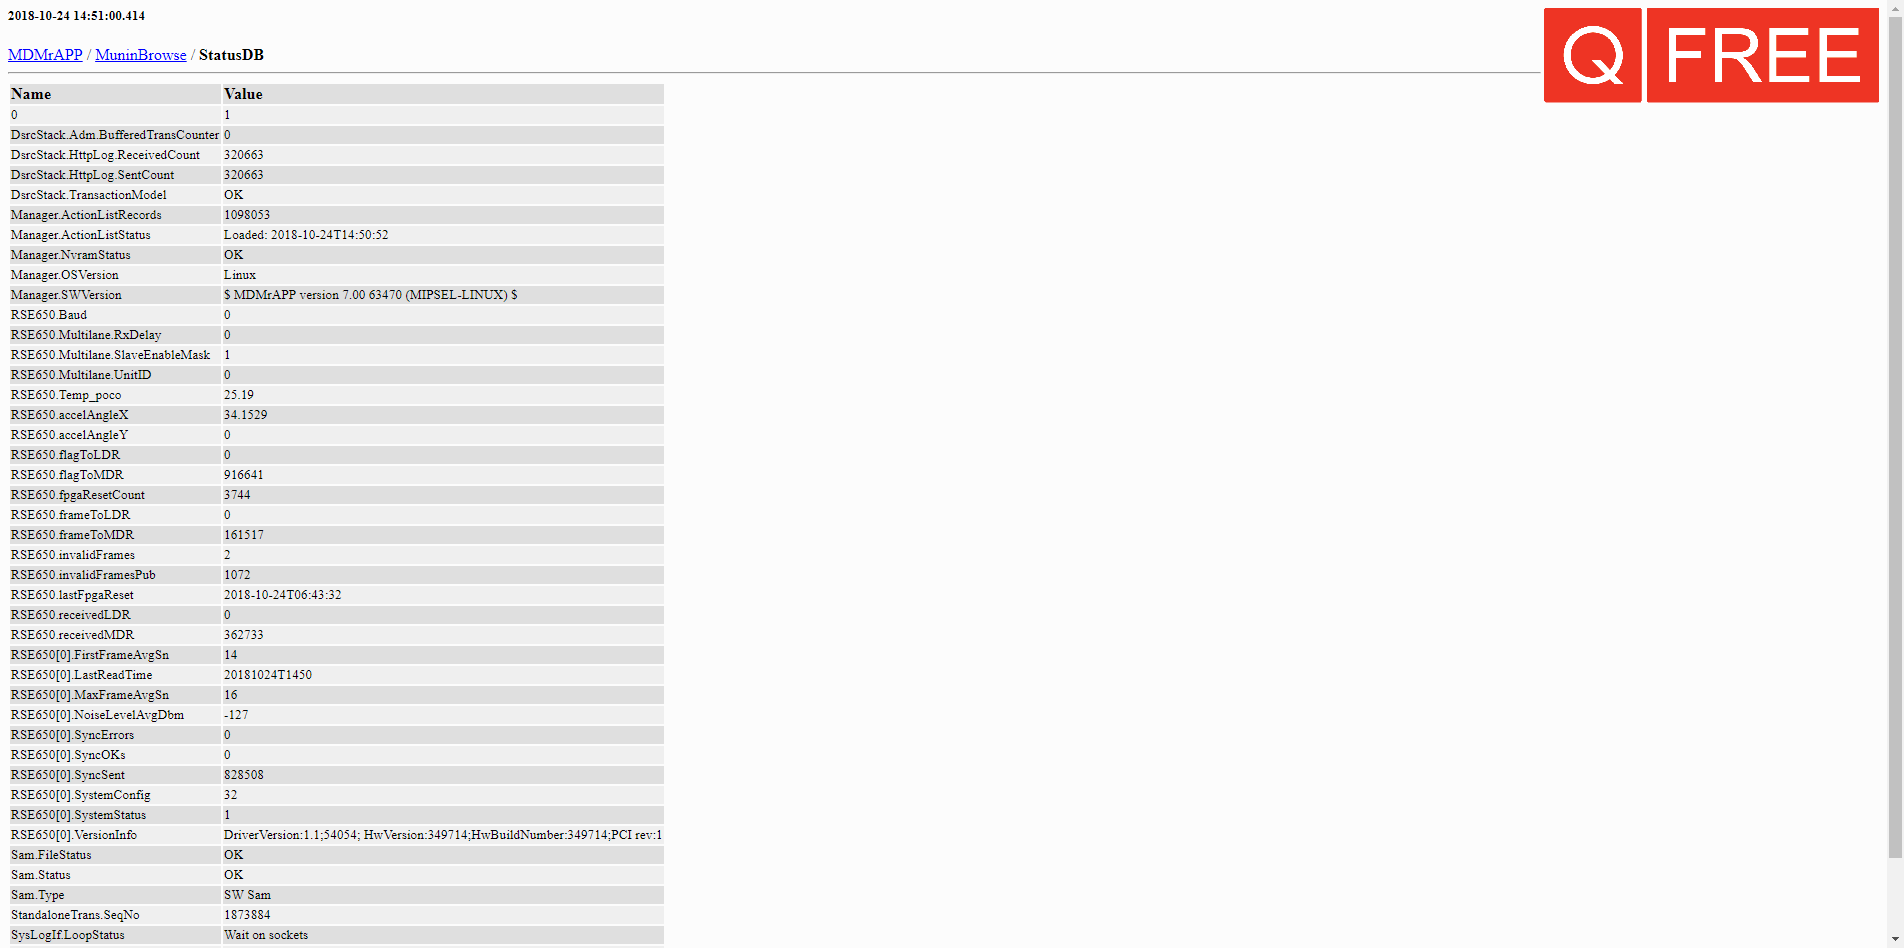 2018-10-24 14:51:00.414
Q FREE
MDMrAPP / MuninBrowse / StatusDB
Name Value
0 1
DsrcStack.Adm.BufferedTransCounter 0
DsrcStack.HttpLog.ReceivedCount 320663
DsrcStack.HttpLog.SentCount 320663
DsrcStack.TransactionModel OK
Manager.ActionListRecords 1098053
Manager.ActionListStatus Loaded: 2018-10-24T14:50:52
Manager.NvramStatus OK
Manager.OSVersion Linux
Manager.SWVersion $ MDMrAPP version 7.00 63470 (MIPSEL-LINUX) $
RSE650.Baud 0
RSE650.Multilane.RxDelay 0
RSE650.Multilane.SlaveEnableMask 1
RSE650.Multilane.UnitID 0
RSE650.Temp_poco 25.19
RSE650.accelAngleX 34.1529
RSE650.accelAngleY 0
RSE650.flagToLDR 0
RSE650.flagToMDR 916641
RSE650.fpgaResetCount 3744
RSE650.frameToLDR 0
RSE650.frameToMDR 161517
RSE650.invalidFrames 2
RSE650.invalidFramesPub 1072
RSE650.lastFpgaReset 2018-10-24T06:43:32
RSE650.receivedLDR 0
RSE650.receivedMDR 362733
RSE650[0].FirstFrameAvgSn 14
RSE650[0].LastReadTime 20181024T1450
RSE650[0].MaxFrameAvgSn 16
RSE650[0].NoiseLevelAvgDbm -127
RSE650[0].SyncErrors 0
RSE650[0].SyncOKs 0
RSE650[0].SyncSent 828508
RSE650[0].SystemConfig 32
RSE650[0].SystemStatus 1
RSE650[0].VersionInfo DriverVersion:1.1;54054; HwVersion:349714;HwBuildNumber:349714;PCI rev:1
Sam.FileStatus OK
Sam.Status OK
Sam.Type SW Sam
StandaloneTrans.SeqNo 1873884
SysLogIf.LoopStatus Wait on sockets